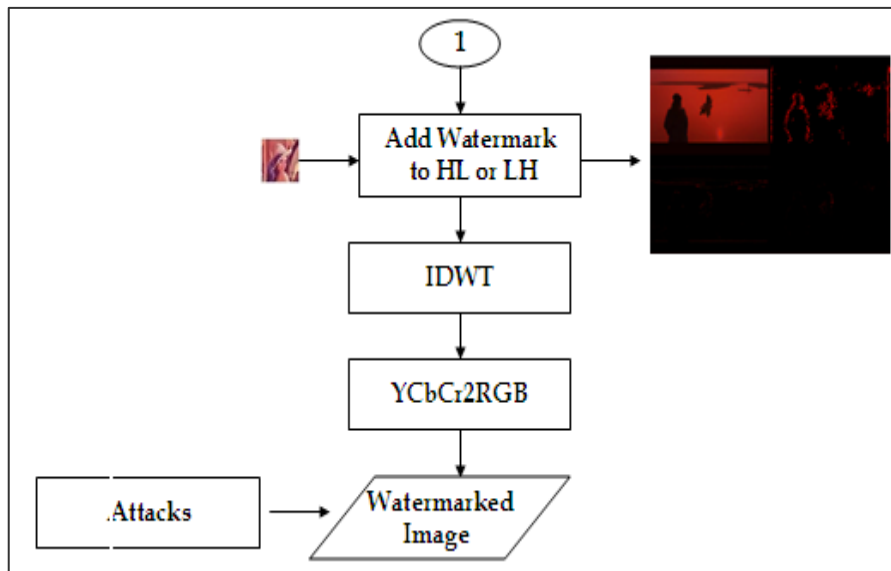 1
Add Watermark
to HL or LH
IDWT
YCbCr2RGB
.Attacks
Watermarked
Image